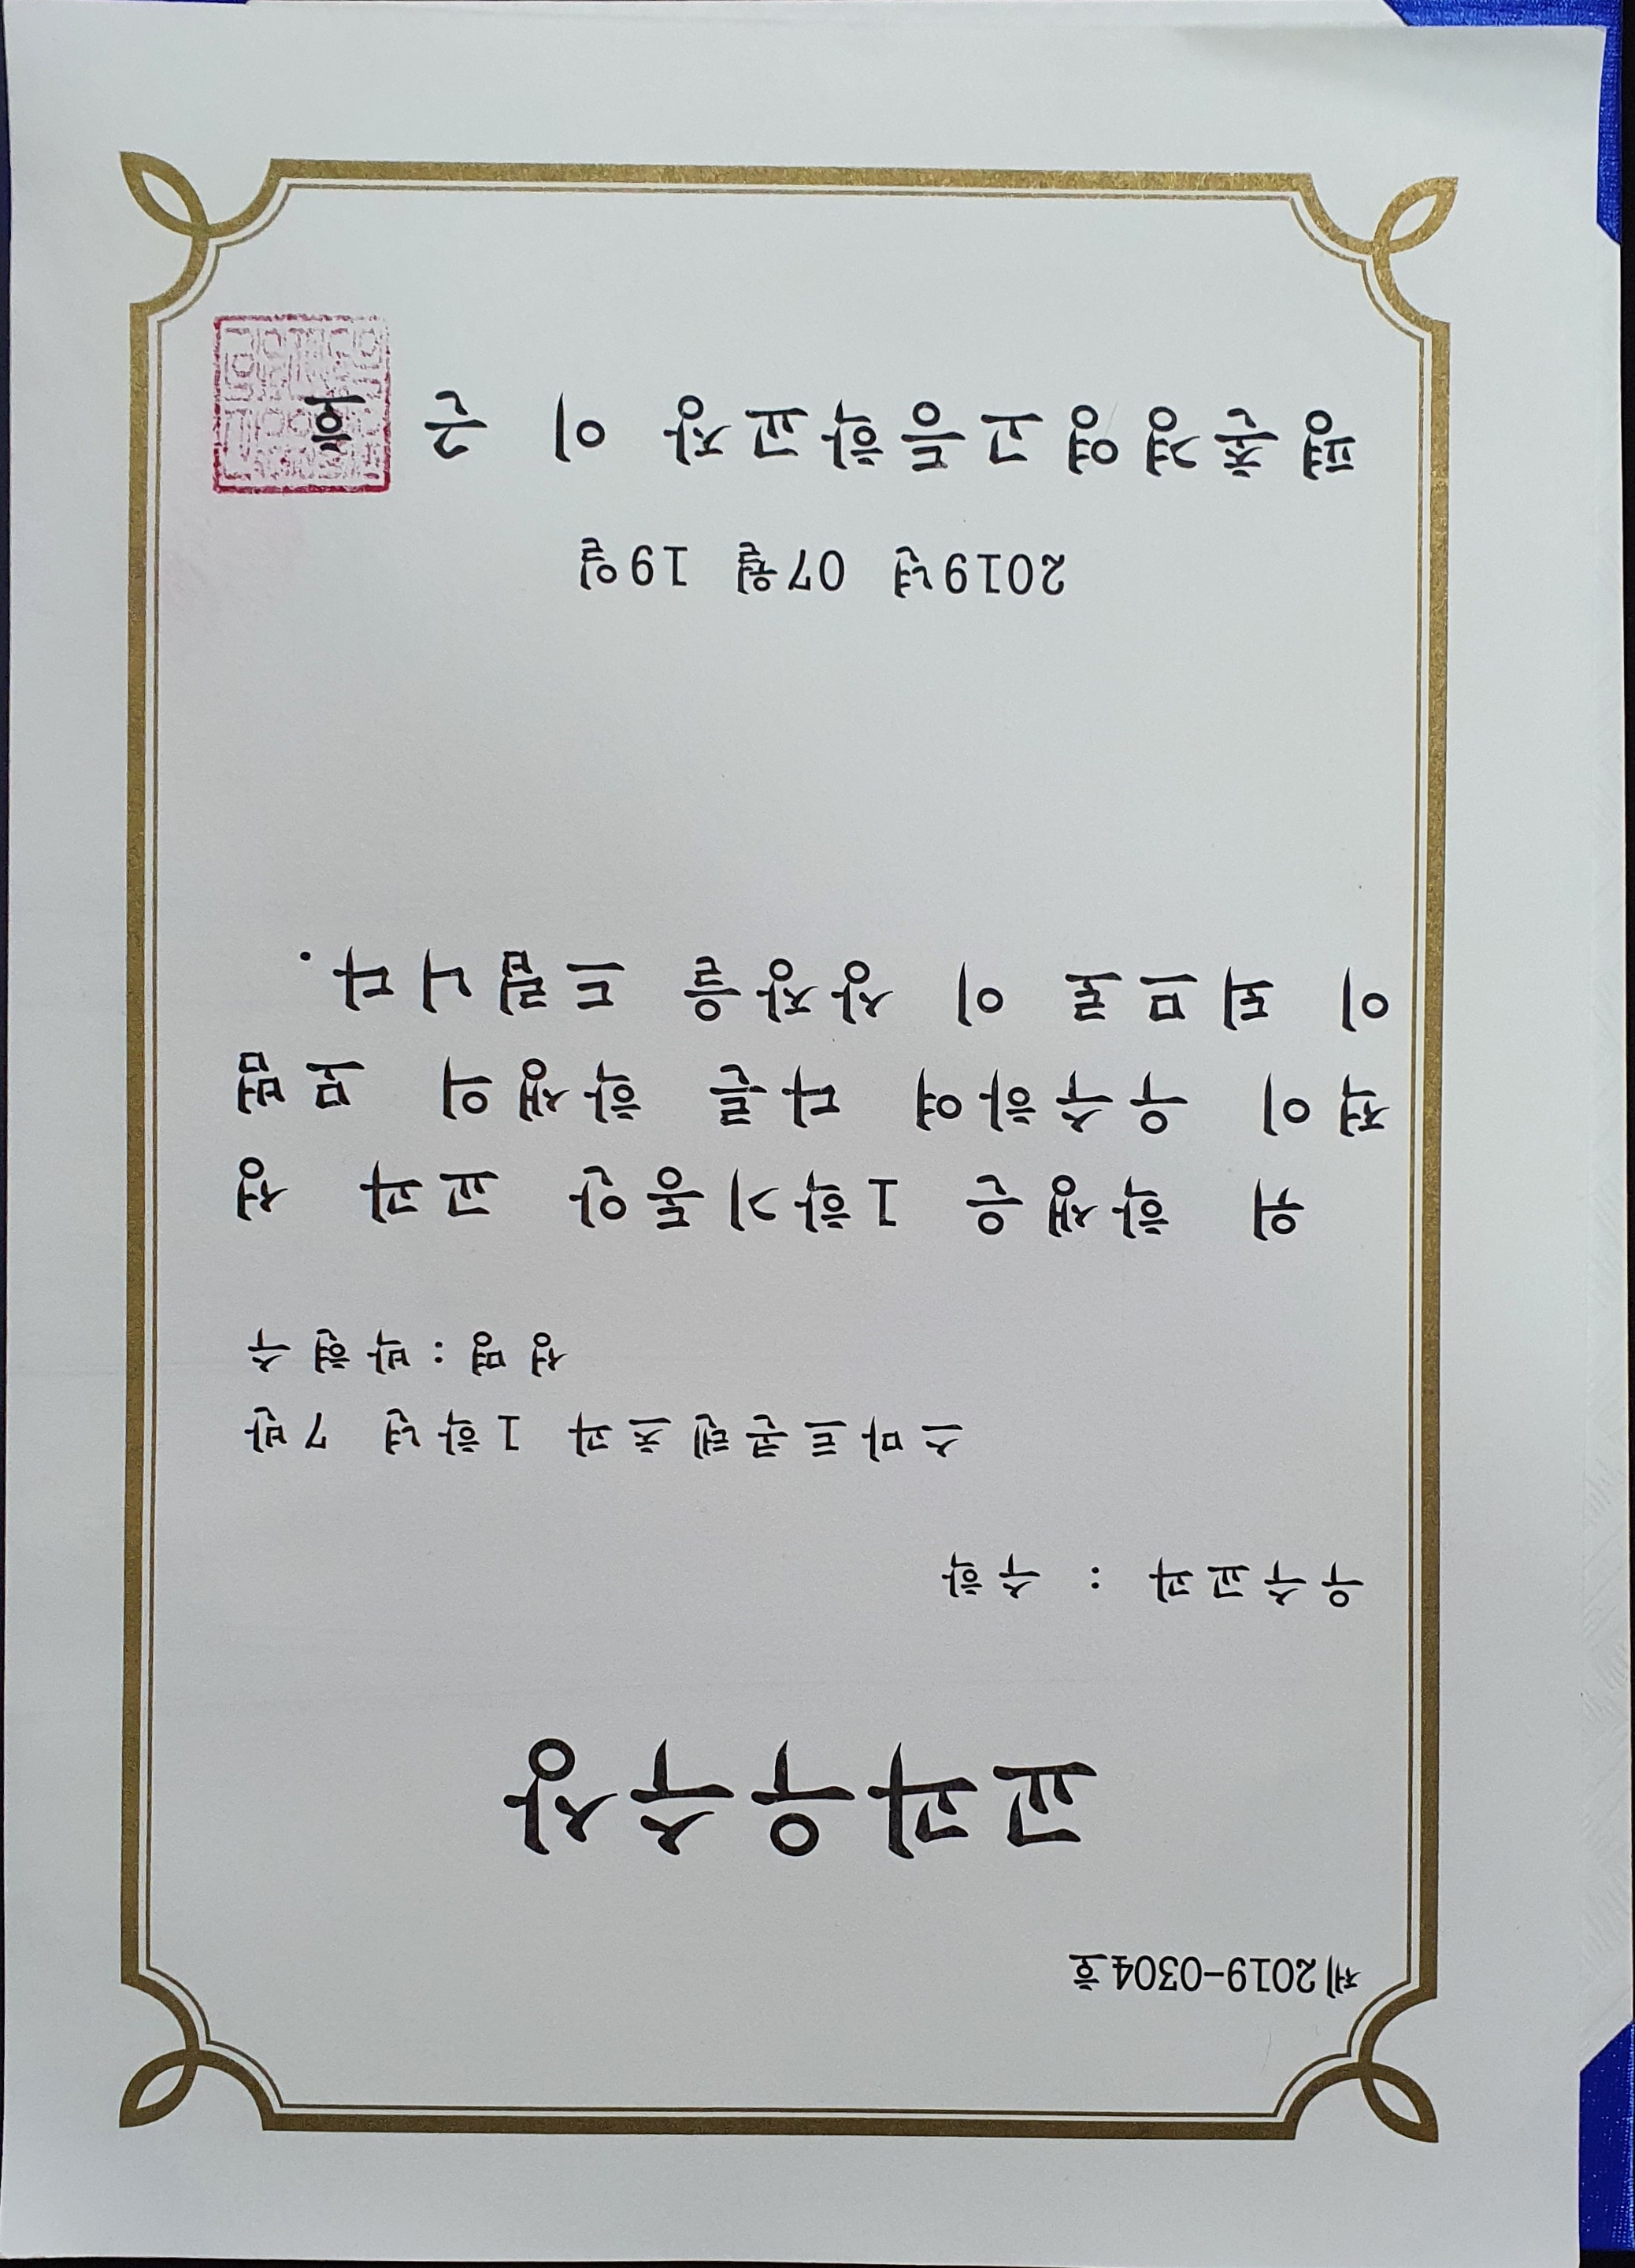 제2019-0304호
교과우수상
우수교과 : 수학
스마트콘텐츠과 1학년 7반
성명:박현수
위 학생은 1학기동안 교과 성
적이 우수하여 다른 학생의 모범
이 되므로 이 상장을 드립니다.
2019년 07월 19일
평촌경영고등학교장 이 근 호